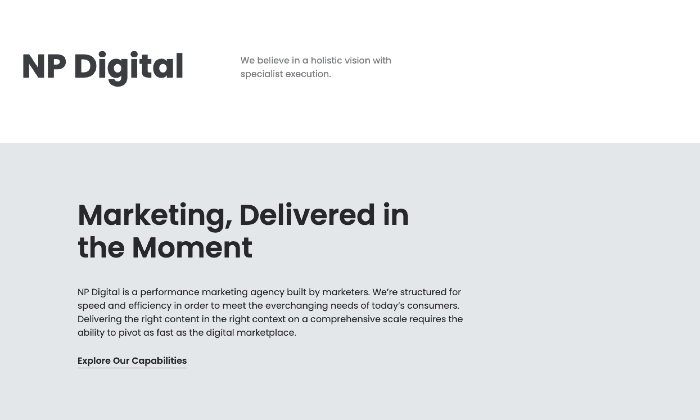 NP Digital
We believe in a holistic vision with
specialist execution.
Marketing, Delivered in
the Moment
NP Digital is a performance marketing agency built by marketers. We're structured for
speed and efficiency in order to meet the everchanging needs of today's consumers.
Delivering the right content in the right context on a comprehensive scale requires the
ability to pivot as fast as the digital marketplace.
Explore Our Capabilities